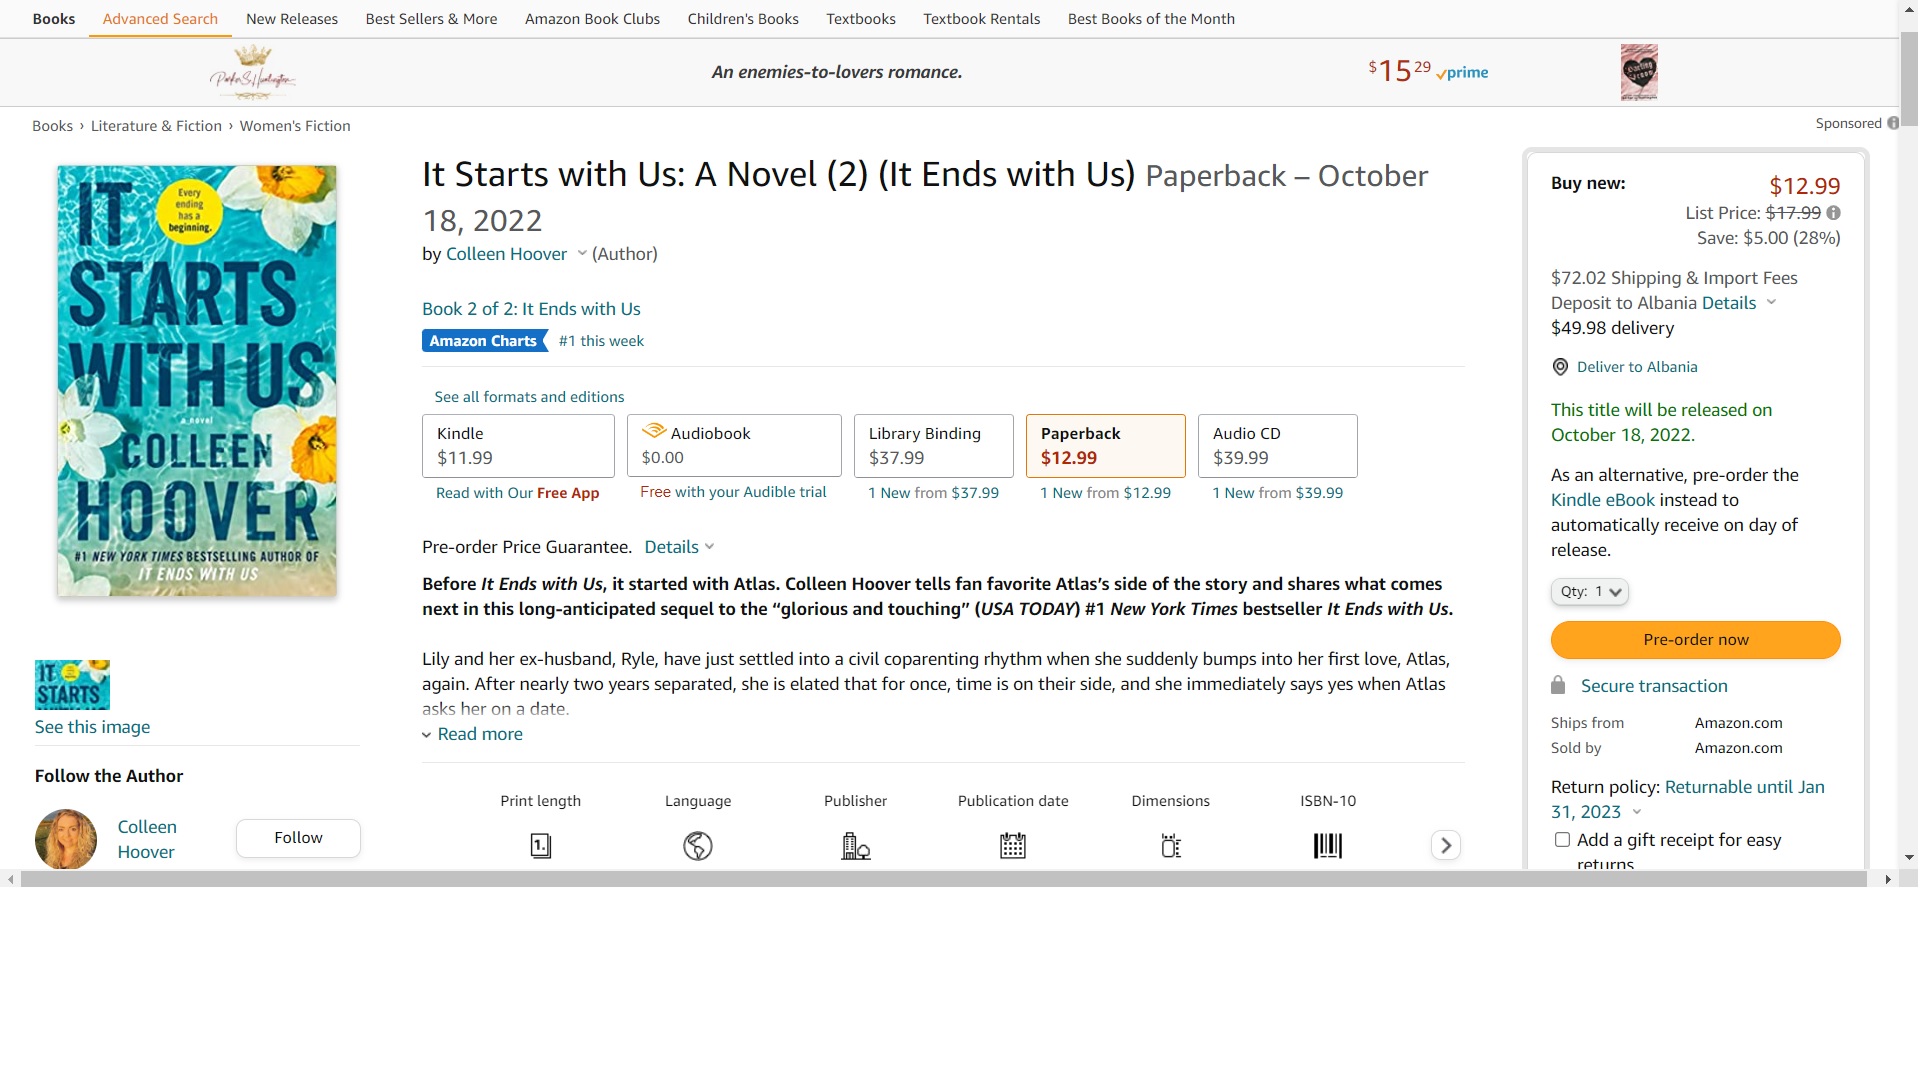 Books Advanced Search New Releases Best Sellers & More Amazon Book Clubs Children's Books Textbooks Textbook Rentals Best Books of the Month
An enemies-to-lovers romance.
$15 29 prime
Books › Literature & Fiction › Women's Fiction
Sponsored
IT
STARTS
WITH US
Every
ending
has a
beginning.
a novel
COLLEEN
HOOVER
#1 NEW YORK TIMES BESTSELLING AUTHOR OF
IT ENDS WITH US
IT
STARTS
See this image
Follow the Author
Colleen
Hoover
Follow
It Starts with Us: A Novel (2) (It Ends with Us) Paperback – October
18, 2022
by Colleen Hoover (Author)
Book 2 of 2: It Ends with Us
Amazon Charts #1 this week
See all formats and editions
Kindle
$11.99
Read with Our Free App
Audiobook
$0.00
Free with your Audible trial
Library Binding
$37.99
1 New from $37.99
Paperback
$12.99
1 New from $12.99
Audio CD
$39.99
1 New from $39.99
Pre-order Price Guarantee. Details
Before It Ends with Us, it started with Atlas. Colleen Hoover tells fan favorite Atlas’s side of the story and shares what comes
next in this long-anticipated sequel to the “glorious and touching” (USA TODAY) #1 New York Times bestseller It Ends with Us.
Lily and her ex-husband, Ryle, have just settled into a civil coparenting rhythm when she suddenly bumps into her first love, Atlas,
again. After nearly two years separated, she is elated that for once, time is on their side, and she immediately says yes when Atlas
asks her on a date.
Read more
Print length Language Publisher Publication date Dimensions ISBN-10
Buy new: $12.99
List Price: $17.99
Save: $5.00 (28%)
$72.02 Shipping & Import Fees
Deposit to Albania Details
$49.98 delivery
Deliver to Albania
This title will be released on
October 18, 2022.
As an alternative, pre-order the
Kindle eBook instead to
automatically receive on day of
release.
Qty: 1
Pre-order now
Secure transaction
Ships from Amazon.com
Sold by Amazon.com
Return policy: Returnable until Jan
31, 2023
Add a gift receipt for easy
returns